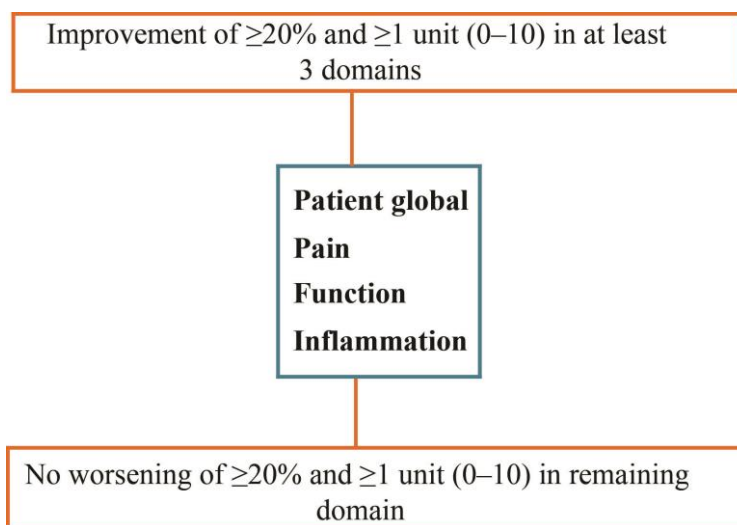 Improvement of ≥20% and ≥1 unit (0–10) in at least
3 domains
Patient global
Pain
Function
Inflammation
No worsening of ≥20% and ≥1 unit (0–10) in remaining
domain